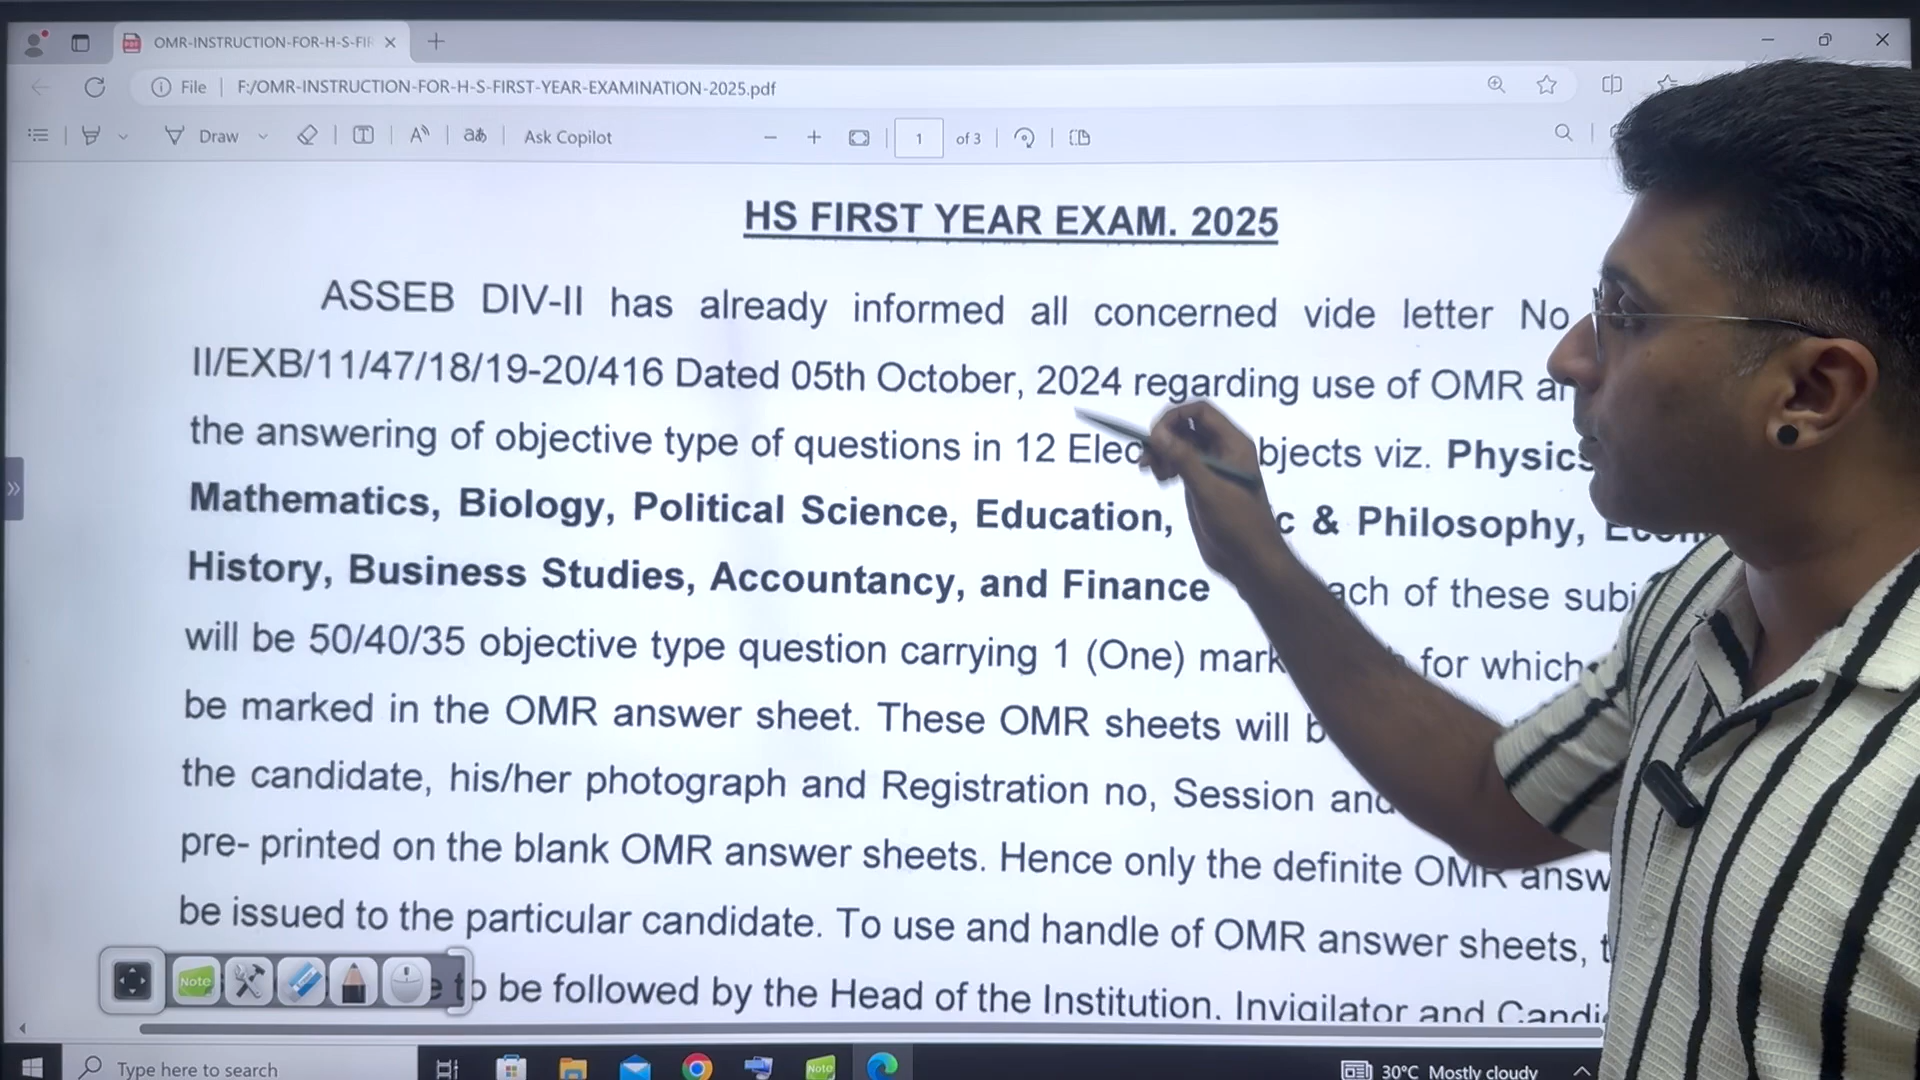 OMR-INSTRUCTION-FOR-H-S-FIR
File F:/OMR-INSTRUCTION-FOR-H-S-FIRST-YEAR-EXAMINATION-2025.pdf
Draw Ask Copilot 1 of 3
HS FIRST YEAR EXAM. 2025
ASSEB DIV-II has already informed all concerned vide letter No
II/EXB/11/47/18/19-20/416 Dated 05th October, 2024 regarding use of OMR
the answering of objective type of questions in 12 viz. Physics
Mathematics, Biology, Political Science, Education, & Philosophy,
History, Business Studies, Accountancy, and Finance of these
will be 50/40/35 objective type question carrying 1 (One) mark for which
be marked in the OMR answer sheet. These OMR sheets will
the candidate, his/her photograph and Registration no, Session and
pre- printed on the blank OMR answer sheets. Hence only the definite OMR
be issued to the particular candidate. To use and handle of OMR answer sheets,
Note to be followed by the Head of the Institution. Invigilator and
Type here to search Note 30°C Mostly cloudy